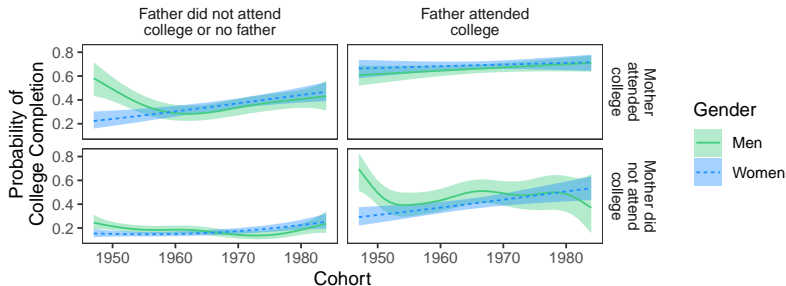 Father did not attend
college or no father
Father attended
college
Probability of
College Completion
0.8
0.6
0.4
0.2
Mother
attended
college
0.8
0.6
0.4
0.2
Mother did
not attend
college
1950
1960
1970
1980
1950
1960
1970
1980
Cohort
Gender
Men
Women